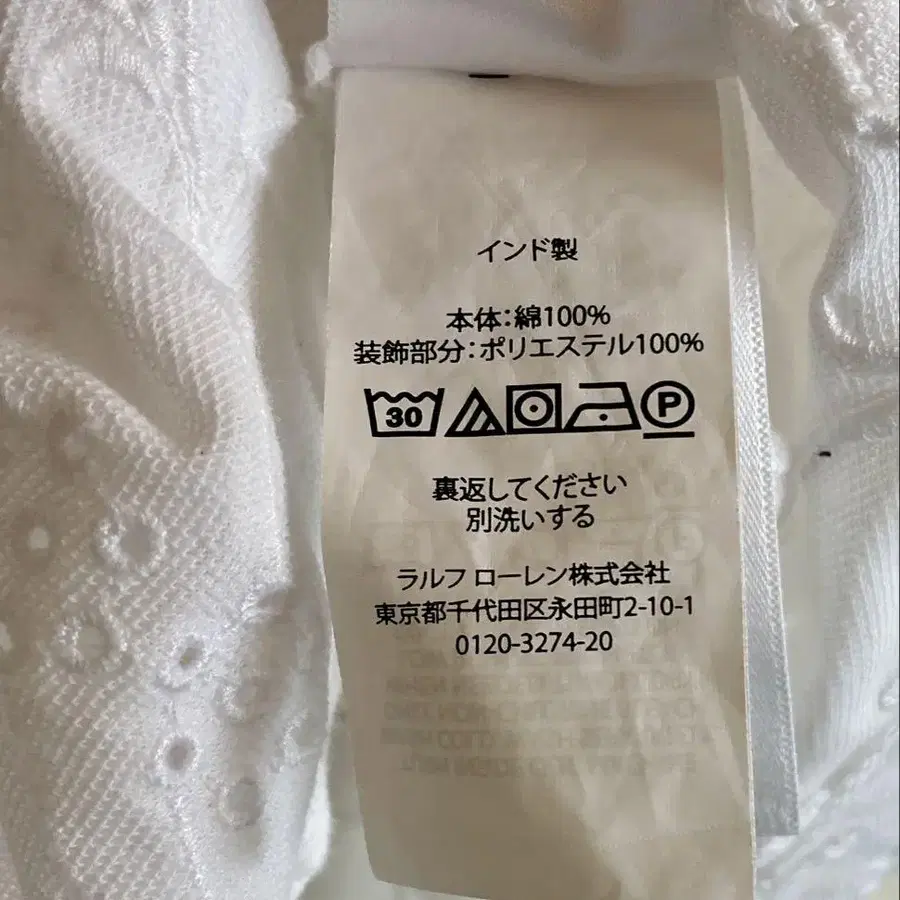 インド製
本体:綿100%
装飾部分:ポリエステル100%
30 P
裏返してください
別洗いする
ラルフ ローレン株式会社
東京都千代田区永田町2-10-1
0120-3274-20